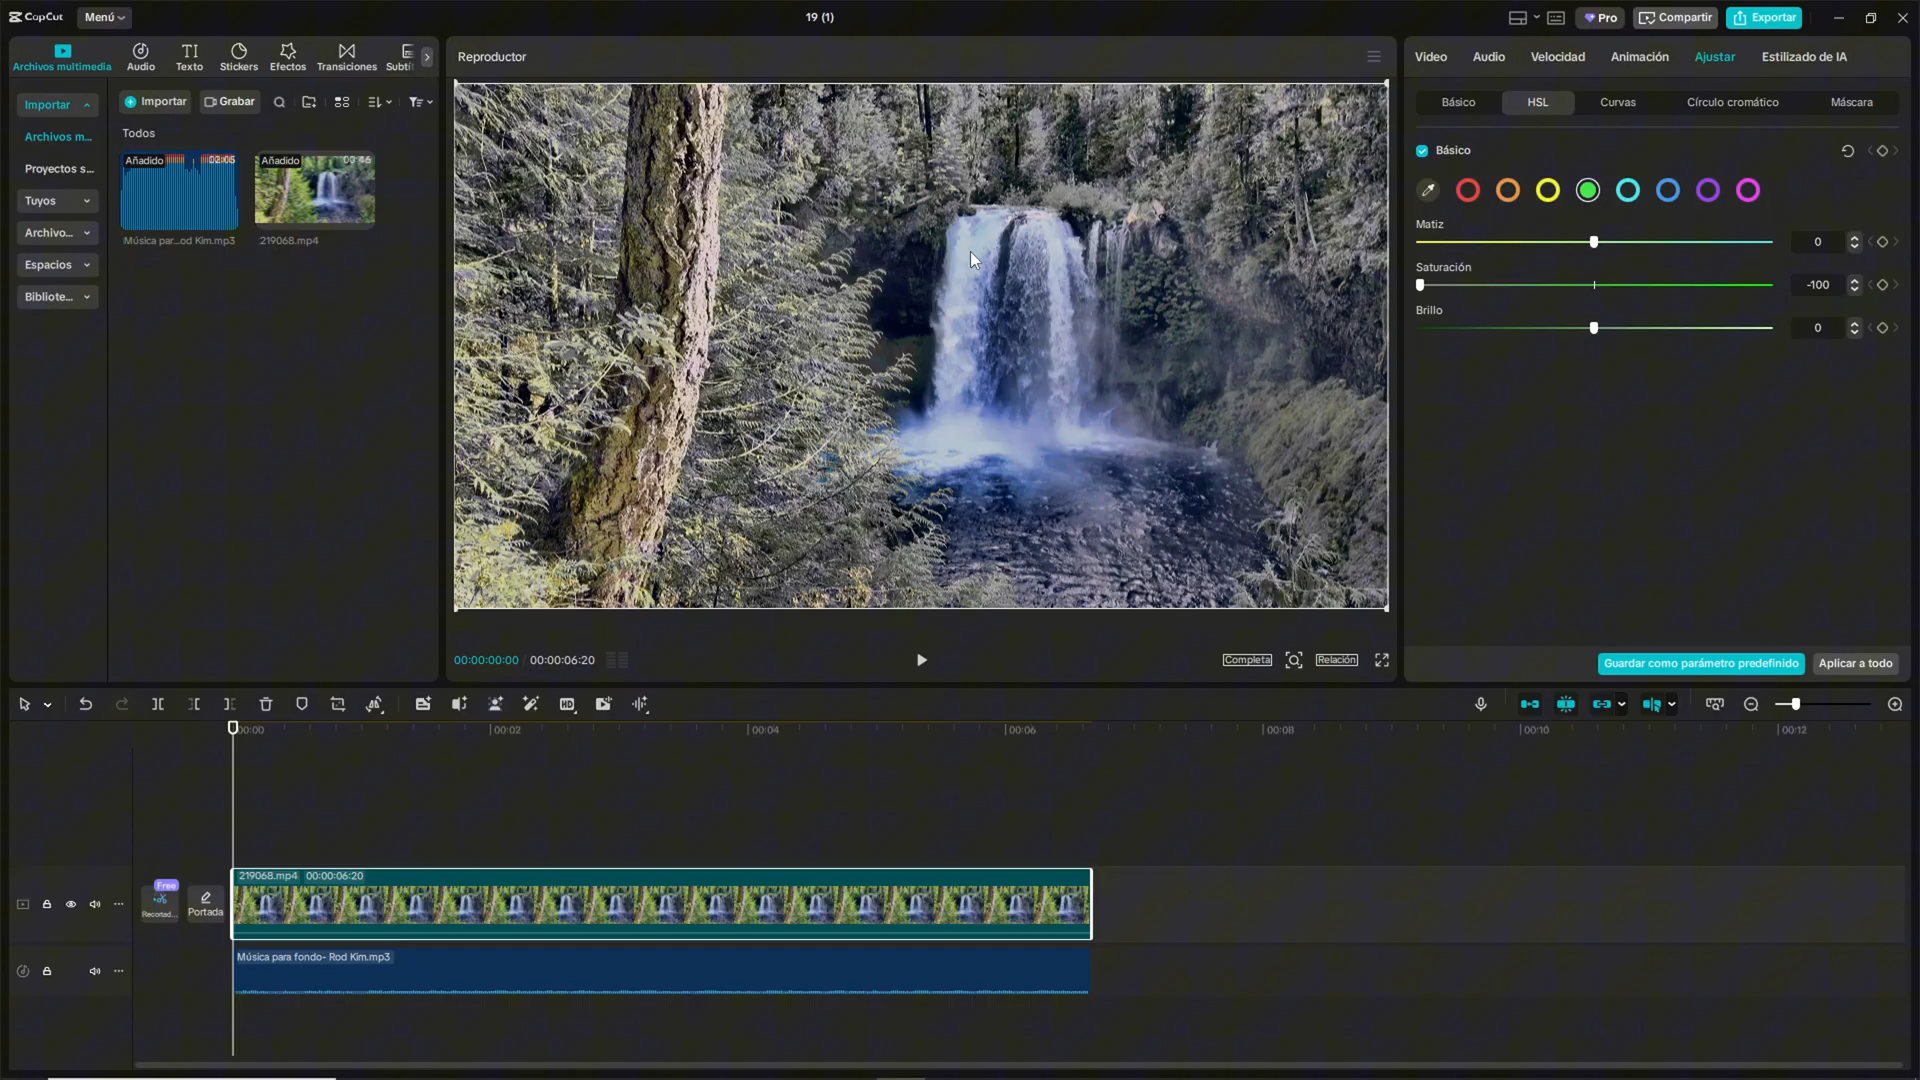 CapCut
Menú
19 (1)
Pro
Compartir
Exportar
Archivos multimedia
Audio
Texto
Stickers
Efectos
Transiciones
Subtí
Importar
Archivos m...
Proyectos s...
Tuyos
Archivo...
Espacios
Bibliote...
Importar
Grabar
Todos
Añadido
02:05
Música par...od Kim.mp3
Añadido
00:46
219068.mp4
Reproductor
00:00:00:00 / 00:00:06:20
Completa
Relación
Video
Audio
Velocidad
Animación
Ajustar
Estilizado de IA
Básico
HSL
Curvas
Círculo cromático
Máscara
Básico
Matiz
0
Saturación
-100
Brillo
0
Guardar como parámetro predefinido
Aplicar a todo
HD
00:00
00:02
00:04
00:06
00:08
00:10
00:12
Free
Recortad...
Portada
219068.mp4 00:00:06:20
Música para fondo- Rod Kim.mp3